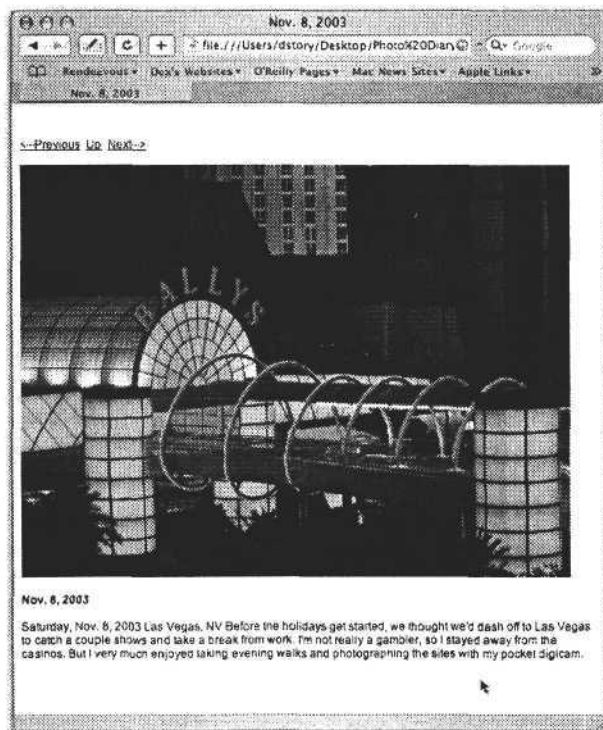 Nov. 8, 2003
file:///Users/dstory/Desktop/Photo%20Diary
Google
Rendezvous Dox's Websites O'Reilly Pages Mac News Sites Apple Links »
Nov. 8, 2003
<--Previous Up Next-->
BALLYS
Nov. 8, 2003
Saturday, Nov. 8, 2003 Las Vegas, NV Before the holidays get started, we thought we'd dash off to Las Vegas
to catch a couple shows and take a break from work. I'm not really a gambler, so I stayed away from the
casinos. But I very much enjoyed taking evening walks and photographing the sites with my pocket digicam.